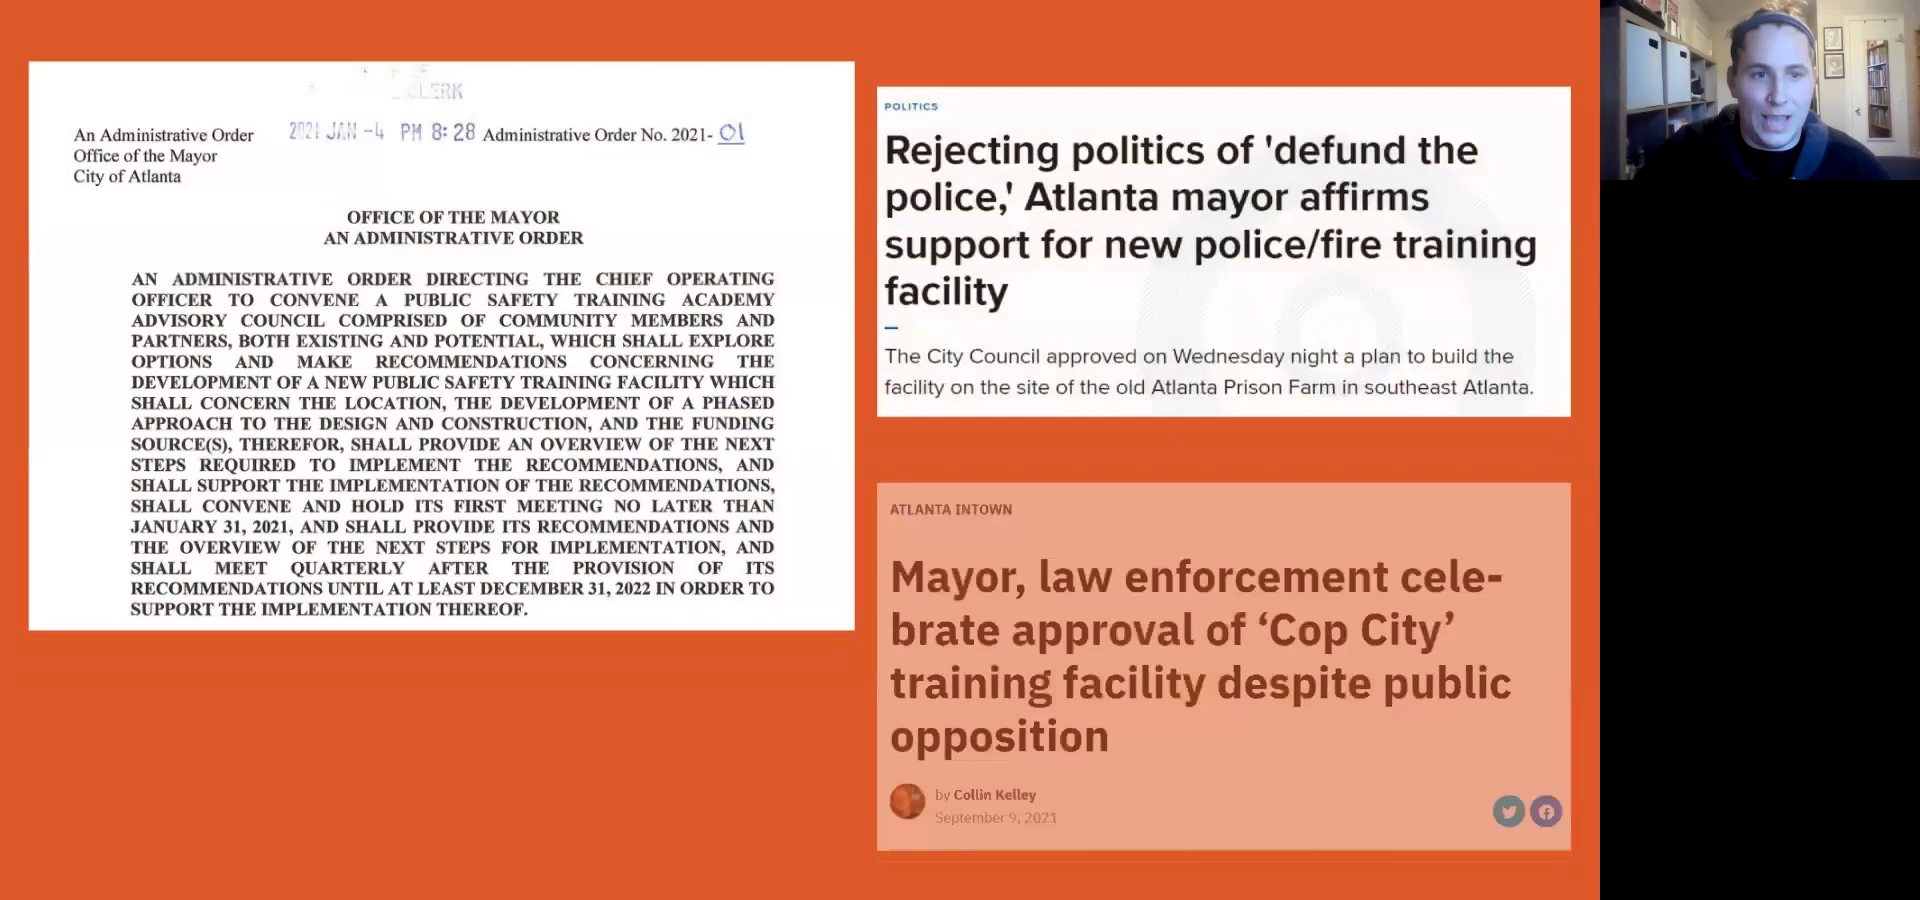 CLERK
An Administrative Order
Office of the Mayor
City of Atlanta
2021 JAN -4 PM 8:28
Administrative Order No. 2021- 01
OFFICE OF THE MAYOR
AN ADMINISTRATIVE ORDER
AN ADMINISTRATIVE ORDER DIRECTING THE CHIEF OPERATING
OFFICER TO CONVENE A PUBLIC SAFETY TRAINING ACADEMY
ADVISORY COUNCIL COMPRISED OF COMMUNITY MEMBERS AND
PARTNERS, BOTH EXISTING AND POTENTIAL, WHICH SHALL EXPLORE
OPTIONS AND MAKE RECOMMENDATIONS CONCERNING THE
DEVELOPMENT OF A NEW PUBLIC SAFETY TRAINING FACILITY WHICH
SHALL CONCERN THE LOCATION, THE DEVELOPMENT OF A PHASED
APPROACH TO THE DESIGN AND CONSTRUCTION, AND THE FUNDING
SOURCE(S), THEREFOR, SHALL PROVIDE AN OVERVIEW OF THE NEXT
STEPS REQUIRED TO IMPLEMENT THE RECOMMENDATIONS, AND
SHALL SUPPORT THE IMPLEMENTATION OF THE RECOMMENDATIONS,
SHALL CONVENE AND HOLD ITS FIRST MEETING NO LATER THAN
JANUARY 31, 2021, AND SHALL PROVIDE ITS RECOMMENDATIONS AND
THE OVERVIEW OF THE NEXT STEPS FOR IMPLEMENTATION, AND
SHALL MEET QUARTERLY AFTER THE PROVISION OF ITS
RECOMMENDATIONS UNTIL AT LEAST DECEMBER 31, 2022 IN ORDER TO
SUPPORT THE IMPLEMENTATION THEREOF.
POLITICS
Rejecting politics of 'defund the
police,' Atlanta mayor affirms
support for new police/fire training
facility
The City Council approved on Wednesday night a plan to build the
facility on the site of the old Atlanta Prison Farm in southeast Atlanta.
ATLANTA INTOWN
Mayor, law enforcement cele-
brate approval of ‘Cop City’
training facility despite public
opposition
by Collin Kelley
September 9, 2021